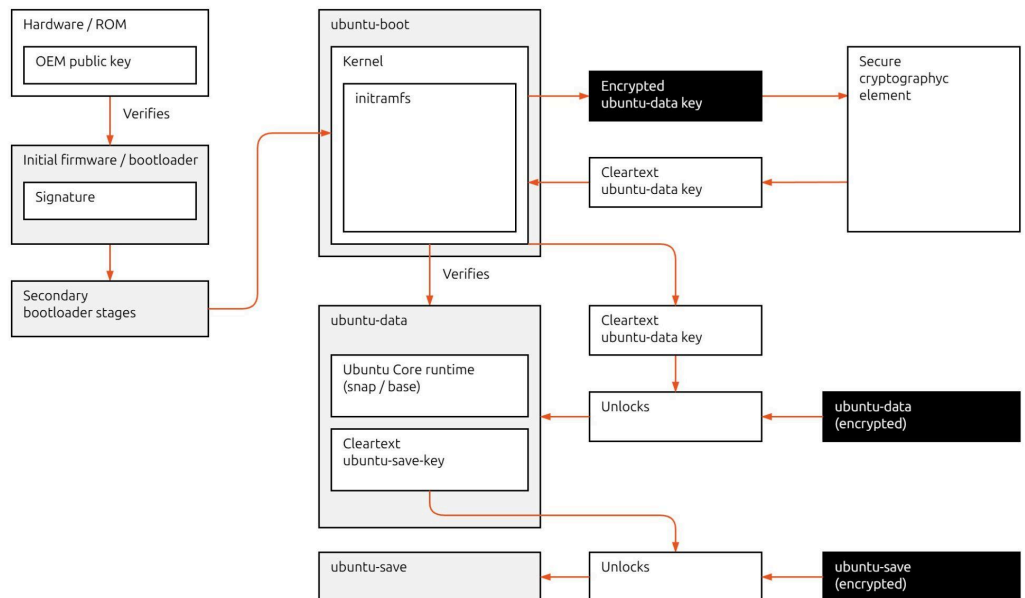 Hardware / ROM
OEM public key
Verifies
Initial firmware / bootloader
Signature
Secondary
bootloader stages
ubuntu-boot
Kernel
initramfs
Encrypted
ubuntu-data key
Secure
cryptographyc
element
Cleartext
ubuntu-data key
Verifies
ubuntu-data
Ubuntu Core runtime
(snap / base)
Cleartext
ubuntu-save-key
Cleartext
ubuntu-data key
Unlocks
ubuntu-data
(encrypted)
ubuntu-save
Unlocks
ubuntu-save
(encrypted)